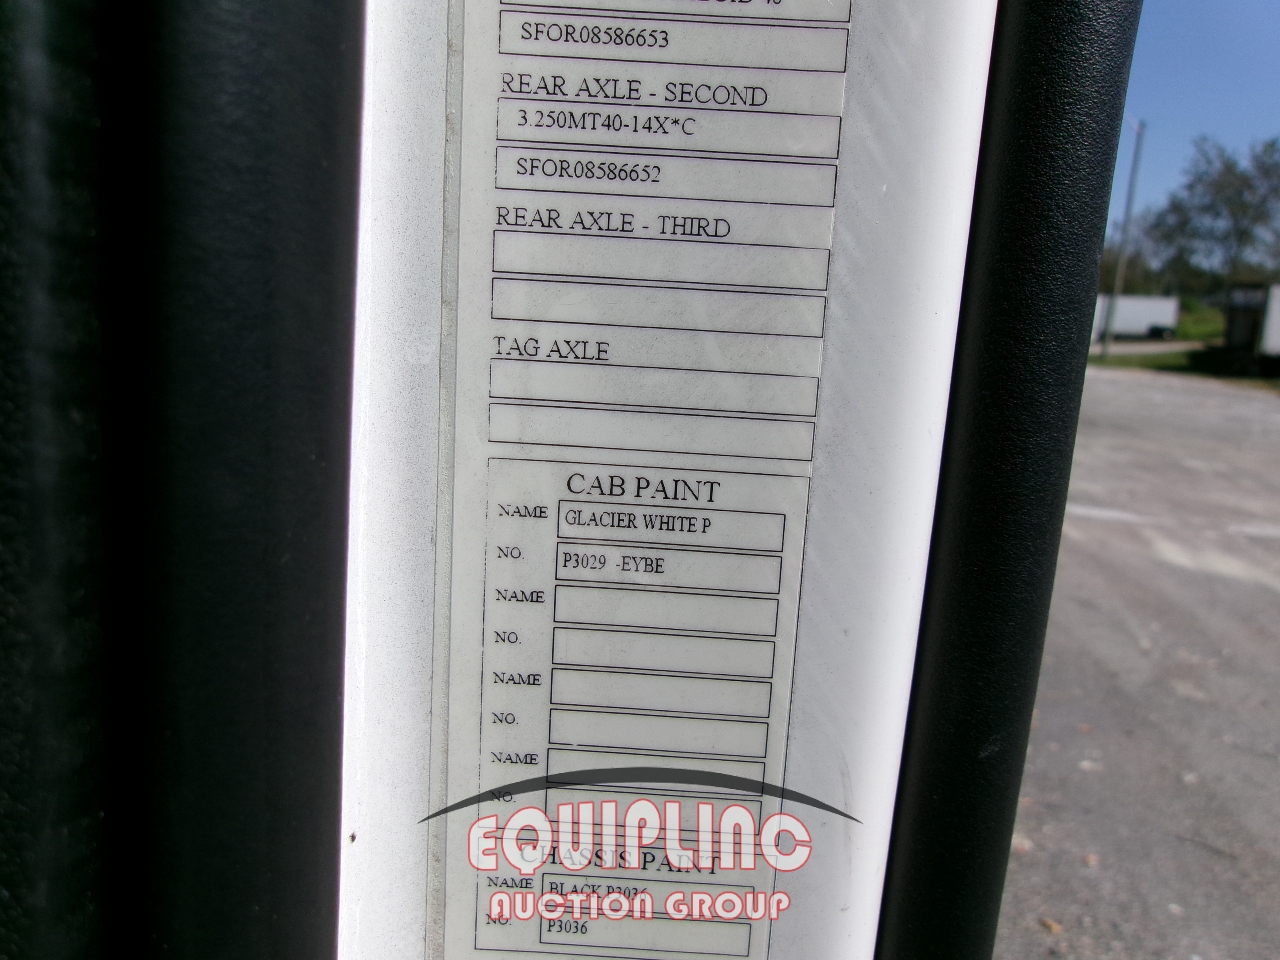 SFOR08586653
REAR AXLE - SECOND
3.250MT40-14X*C
SFOR08586652
REAR AXLE - THIRD
TAG AXLE
CAB PAINT
NAME GLACIER WHITE P
NO. P3029 -EYBE
NAME
NO.
NAME
NO.
NAME
NO.
EQUIPLINC
CHASSIS PAINT
NAME BLACK P3036
AUCTION GROUP
NO. P3036